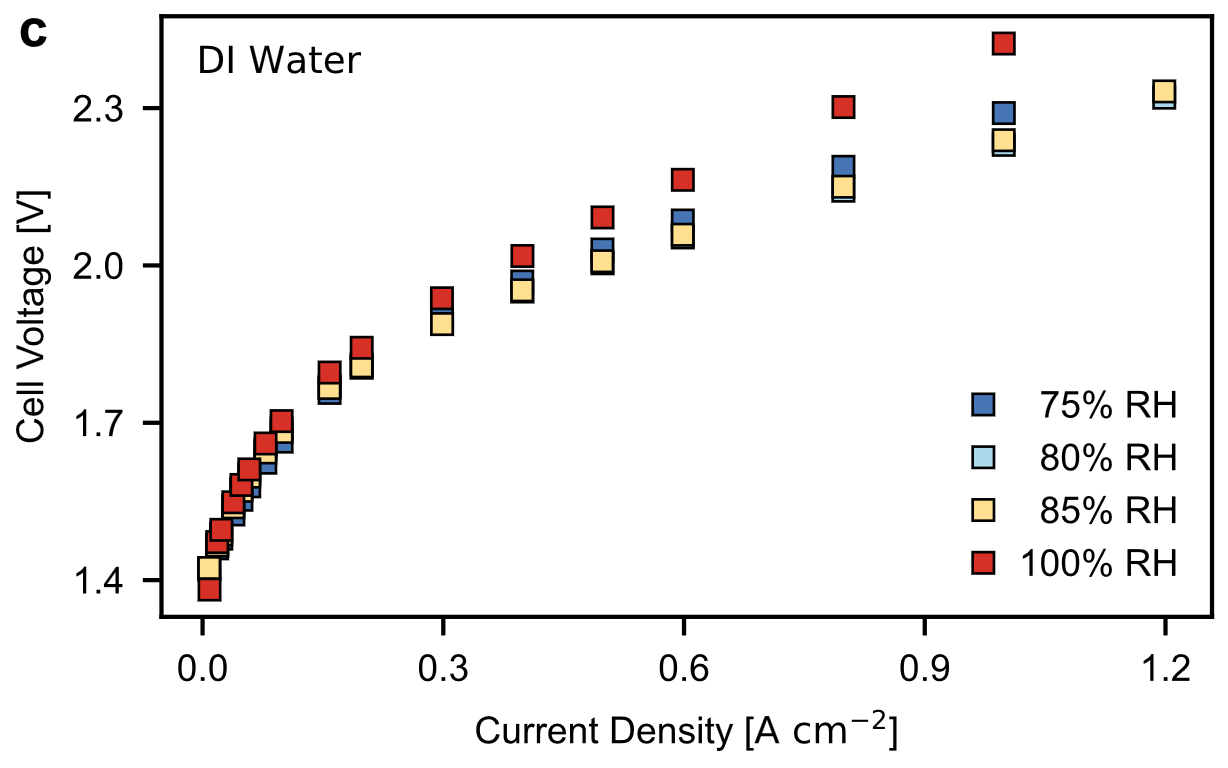 c
DI Water
2.3
2.0
1.7
1.4
Cell Voltage [V]
75% RH
80% RH
85% RH
100% RH
0.0 0.3 0.6 0.9 1.2
Current Density [A cm⁻²]